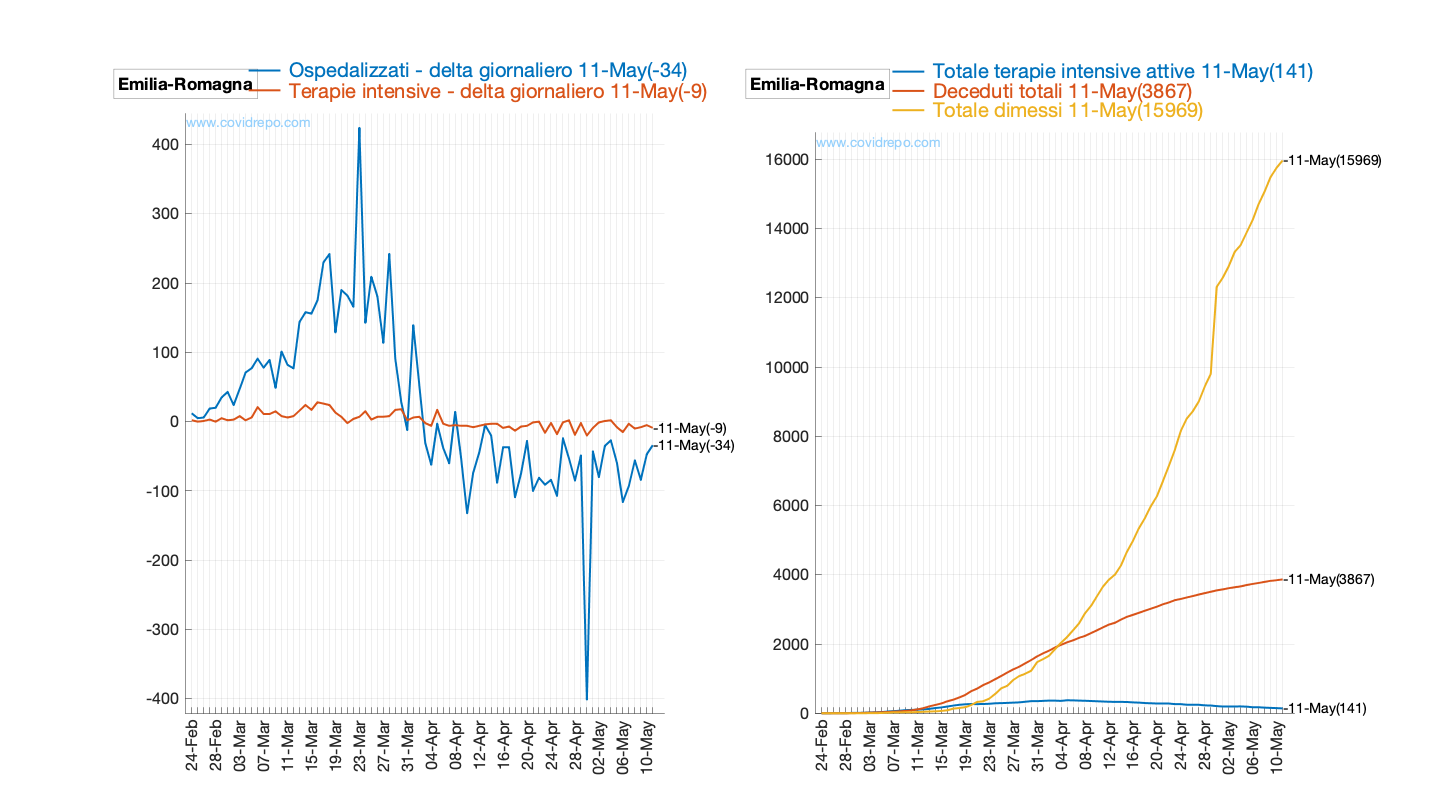 Emilia-Romagna
Ospedalizzati - delta giornaliero 11-May(-34)
Terapie intensive - delta giornaliero 11-May(-9)
www.covidrepo.com
400
300
200
100
0
-100
-200
-300
-400
-11-May(-9)
-11-May(-34)
24-Feb
28-Feb
03-Mar
07-Mar
11-Mar
15-Mar
19-Mar
23-Mar
27-Mar
31-Mar
04-Apr
08-Apr
12-Apr
16-Apr
20-Apr
24-Apr
28-Apr
02-May
06-May
10-May
Emilia-Romagna
Totale terapie intensive attive 11-May(141)
Deceduti totali 11-May(3867)
Totale dimessi 11-May(15969)
www.covidrepo.com
16000
14000
12000
10000
8000
6000
4000
2000
0
-11-May(15969)
-11-May(3867)
-11-May(141)
24-Feb
28-Feb
03-Mar
07-Mar
11-Mar
15-Mar
19-Mar
23-Mar
27-Mar
31-Mar
04-Apr
08-Apr
12-Apr
16-Apr
20-Apr
24-Apr
28-Apr
02-May
06-May
10-May